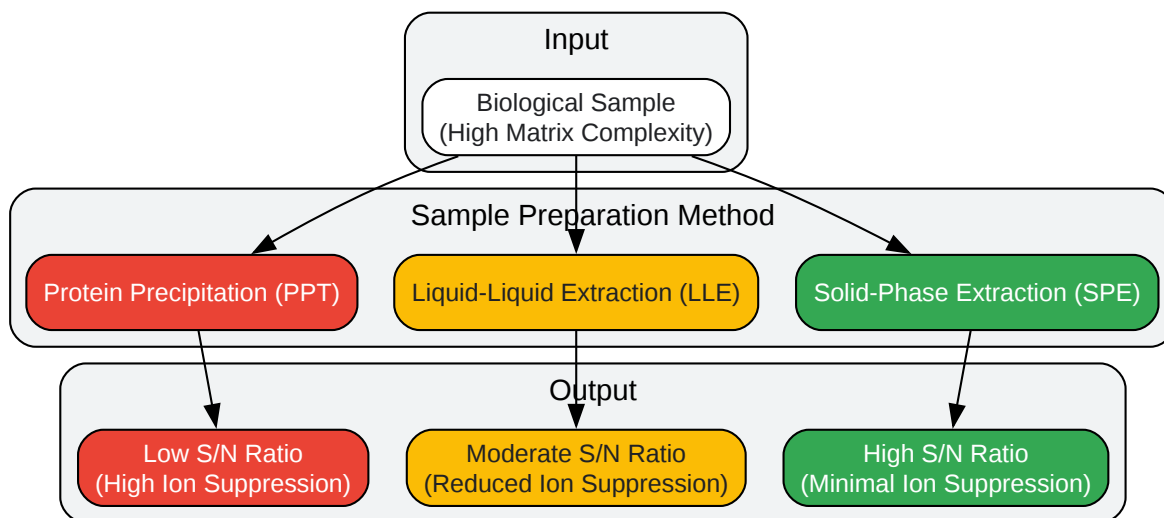 Input
Biological Sample
(High Matrix Complexity)
Sample Preparation Method
Protein Precipitation (PPT)
Liquid-Liquid Extraction (LLE)
Solid-Phase Extraction (SPE)
Output
Low S/N Ratio
(High Ion Suppression)
Moderate S/N Ratio
(Reduced Ion Suppression)
High S/N Ratio
(Minimal Ion Suppression)